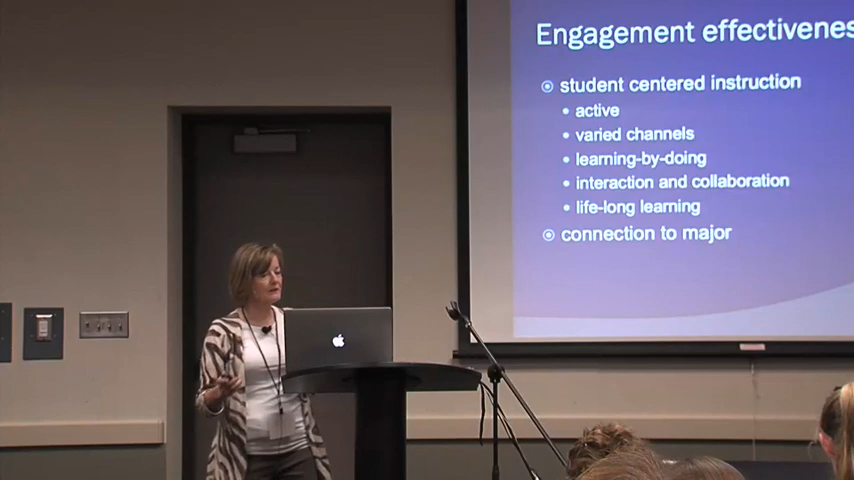 Engagement effectivenes
student centered instruction
active
varied channels
learning-by-doing
interaction and collaboration
life-long learning
connection to major